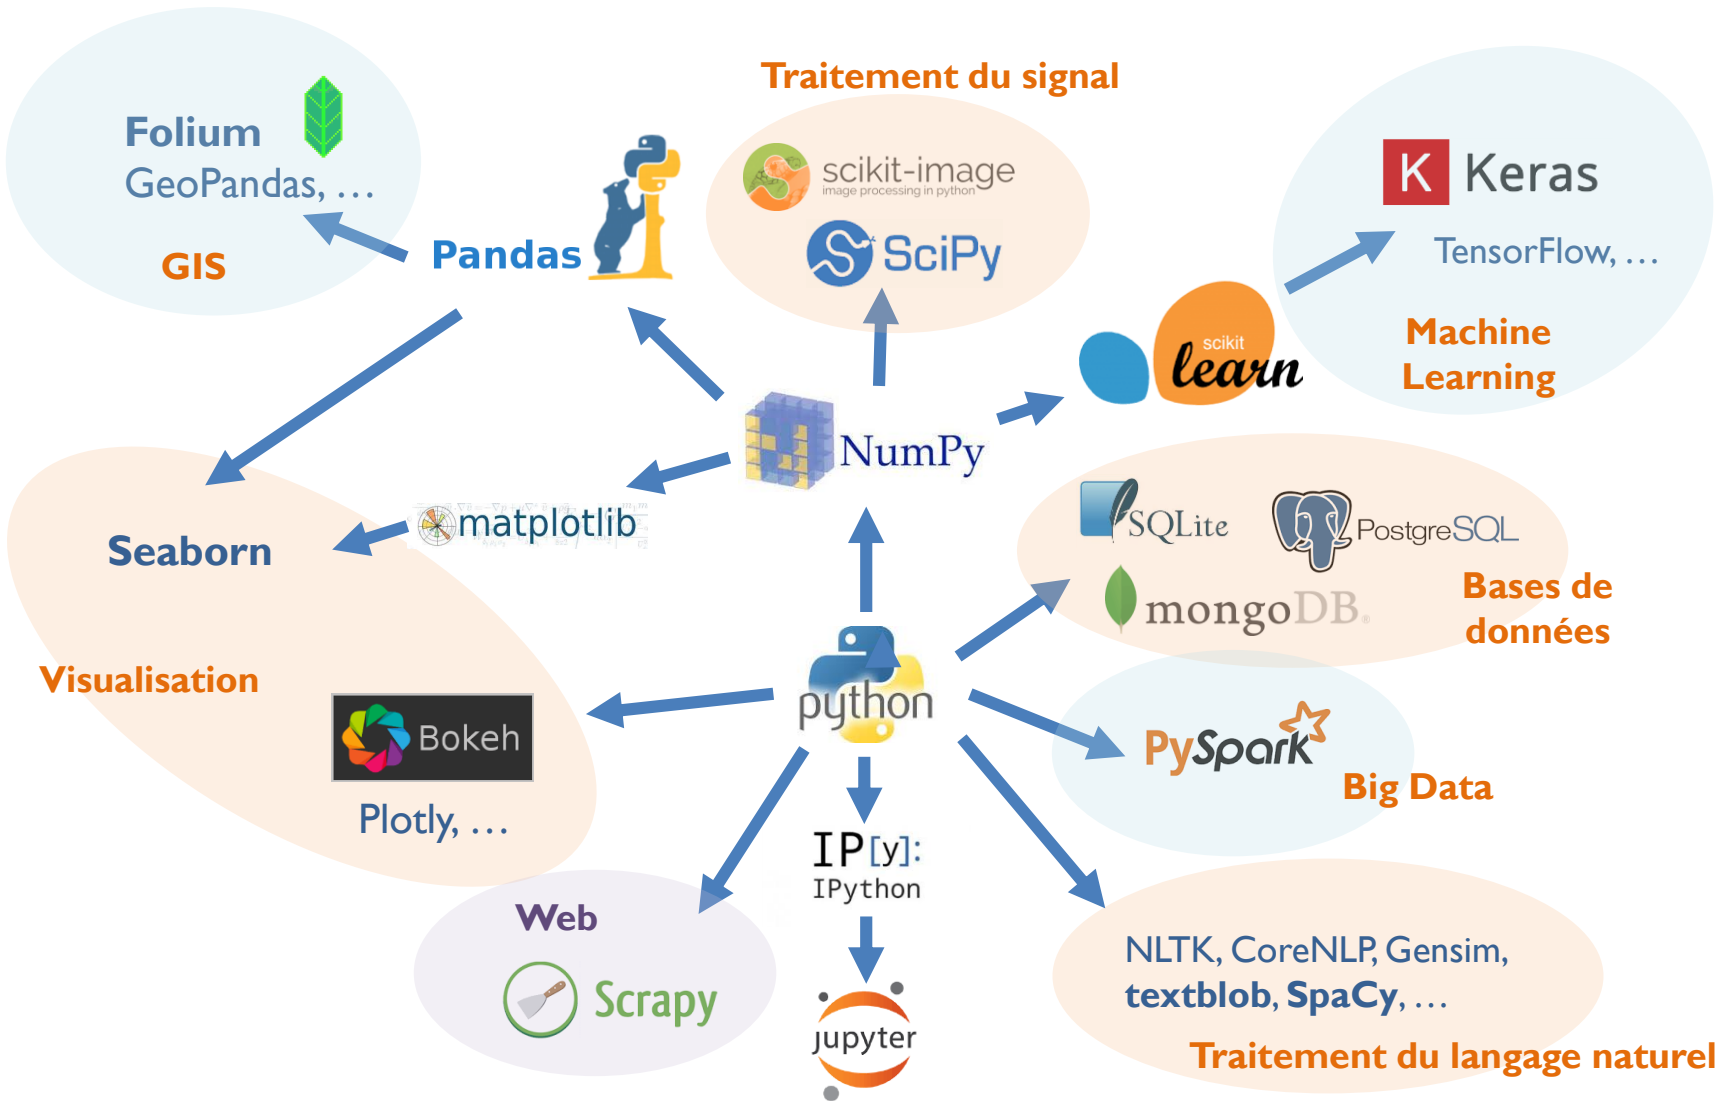 Traitement du signal
Folium
GeoPandas, …
GIS
Pandas
scikit-image
image processing in python
SciPy
K Keras
TensorFlow, …
Machine
Learning
scikit
learn
NumPy
matplotlib
Seaborn
Visualisation
SQLite
PostgreSQL
mongoDB®
Bases de
données
python
Bokeh
Plotly, …
PySpark
Big Data
IP[y]:
IPython
Web
Scrapy
jupyter
NLTK, CoreNLP, Gensim,
textblob, SpaCy, …
Traitement du langage naturel